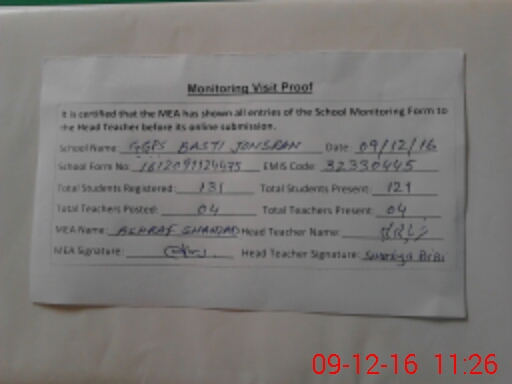 Monitoring Visit Proof
It is certified that the MEA has shown all entries of the School Monitoring Form to
the Head Teacher before its online submission.
School Name: GGPS BASTI JONSRAN Date: 09/12/16
School Form No: EMIS Code: 32330445
Total Students Registered: 131 Total Students Present: 121
Total Teachers Posted: 04 Total Teachers Present: 04
MEA Name: Head Teacher Name:
MEA Signature: Head Teacher Signature: Bibi
09-12-16 11:26